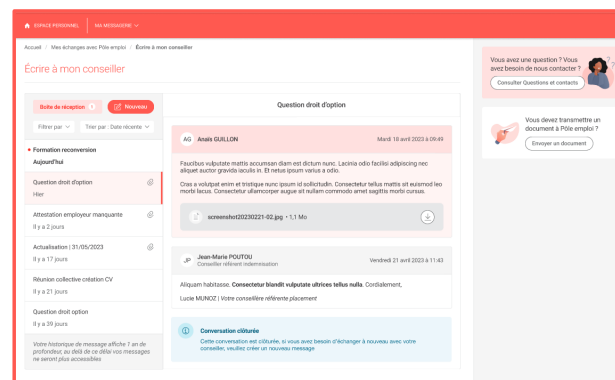 ESPACE PERSONNEL
MA MESSAGERIE
Accueil / Mes échanges avec Pôle emploi / Écrire à mon conseiller
Écrire à mon conseiller
Boite de réception
Nouveau
Filtrer par
Trier par : Date récente
Formation reconversion
Aujourd'hui
Question droit d'option
Hier
Attestation employeur manquante
Il y a 2 jours
Actualisation | 31/05/2023
Il y a 17 jours
Réunion collective création CV
Il y a 21 jours
Question droit option
Il y a 39 jours
Votre historique de message affiche 1 an de
profondeur, au delà de ce délai vos messages
ne seront plus accessibles
Question droit d'option
AG Anaïs GUILLON
Mardi 18 avril 2023 à 09:49
Faucibus vulputate mattis accumsan diam est dictum nunc. Lacinia odio facilisi adipiscing nec
aliquet auctor gravida iaculis in. Et netus ipsum varius a odio.
Cras a volutpat enim et tristique nunc ipsum id sollicitudin. Consectetur tellus mattis sit euismod leo
morbi lacus. Consectetur ullamcorper augue sit nullam commodo amet sagittis morbi cursus.
screenshot20230221-02.jpg • 1,1 Mo
JP Jean-Marie POUTOU
Conseiller référent indemnisation
Vendredi 21 avril 2023 à 11:43
Aliquam habitasse. Consectetur blandit vulputate ultrices tellus nulla. Cordialement,
Lucie MUNOZ | Votre conseillère référente placement
Conversation clôturée
Cette conversation est clôturée, si vous avez besoin d'échanger à nouveau avec votre
conseiller, veuillez créer un nouveau message
Vous avez une question ? Vous
avez besoin de nous contacter ?
Consulter Questions et contacts
Vous devez transmettre un
document à Pôle emploi ?
Envoyer un document